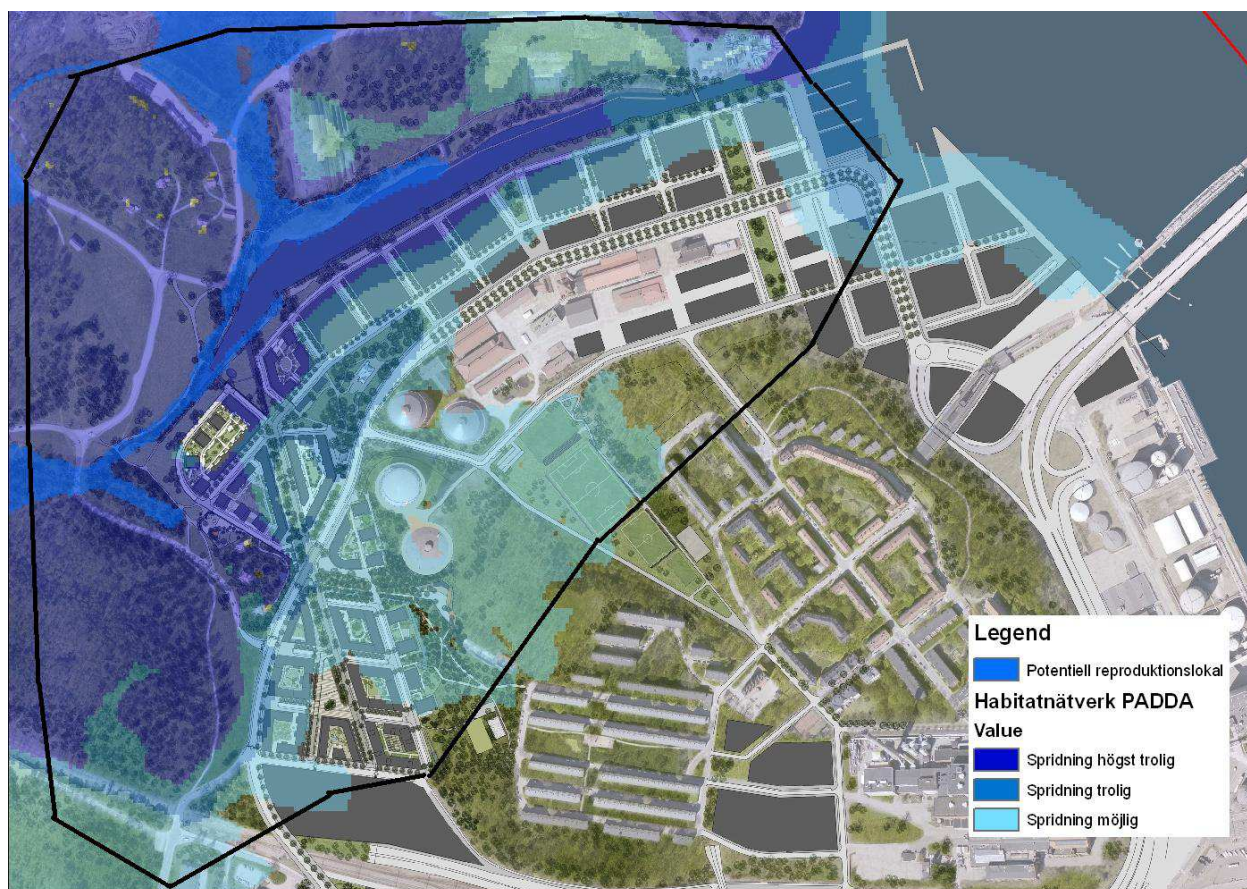 Legend
Potentiell reproduktionslokal
Habitatnätverk PADDA
Value
Spridning högst trolig
Spridning trolig
Spridning möjlig